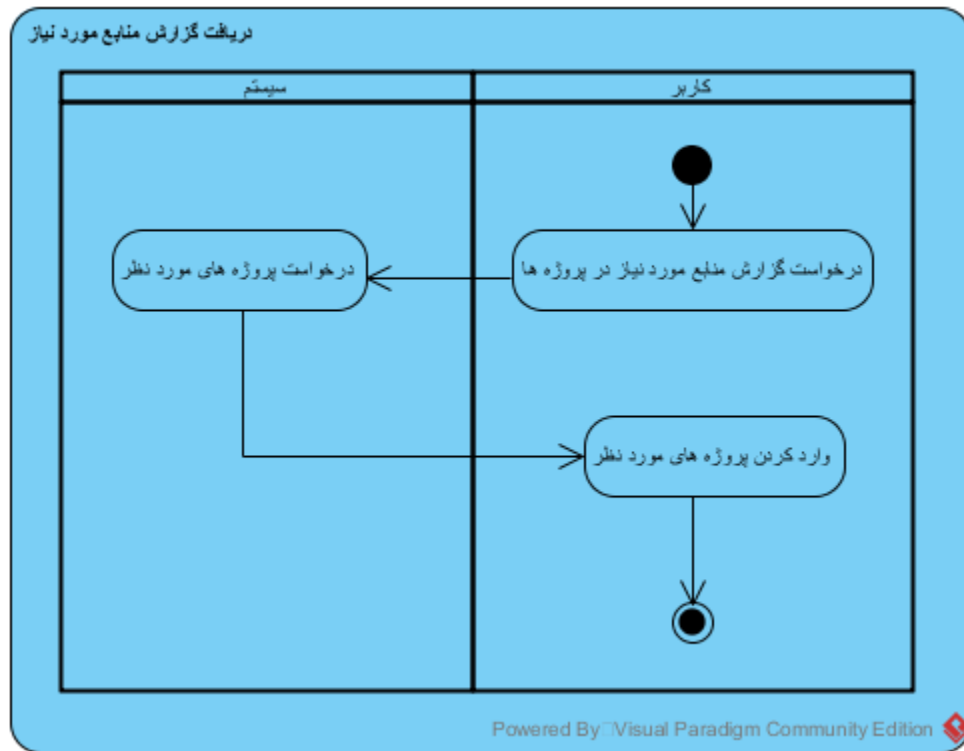 دریافت گزارش منابع مورد نیاز
کاربر
سیستم
درخواست گزارش منابع مورد نیاز در پروژه ها
درخواست پروژه های مورد نظر
وارد کردن پروژه های مورد نظر
Powered By Visual Paradigm Community Edition